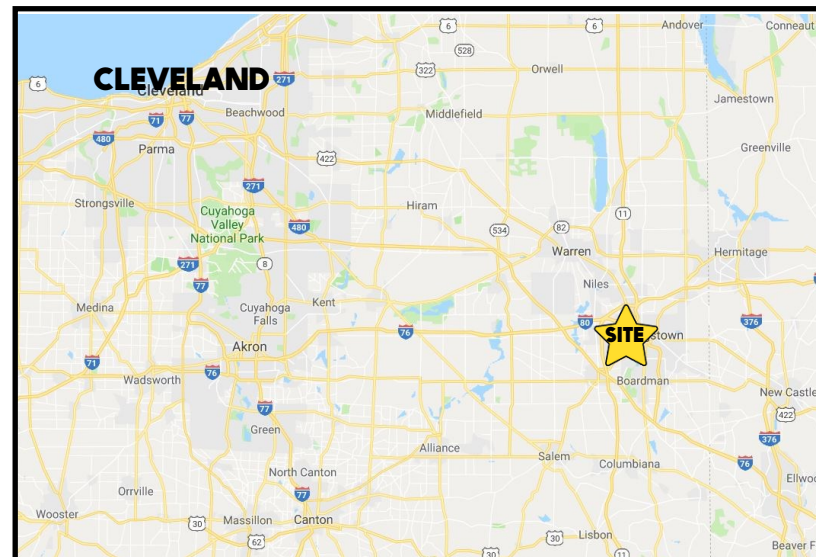 6
6
Andover
Conneaut
528
CLEVELAND
Cleveland
271
322
Orwell
6
Jamestown
Beachwood
Middlefield
71
77
480
Parma
Greenville
422
271
Strongsville
Hiram
Cuyahoga
Valley
National Park
11
480
534
82
Warren
Hermitage
271
8
77
Niles
Medina
Cuyahoga
Falls
Kent
80
376
76
SITE
stown
Akron
71
76
Wadsworth
Boardman
New Castle
77
422
Green
376
Alliance
Salem
Columbiana
76
North Canton
Ellwo
77
Orrville
Wooster
30
Massillon
Canton
62
30
30
Lisbon
11
Beaver F